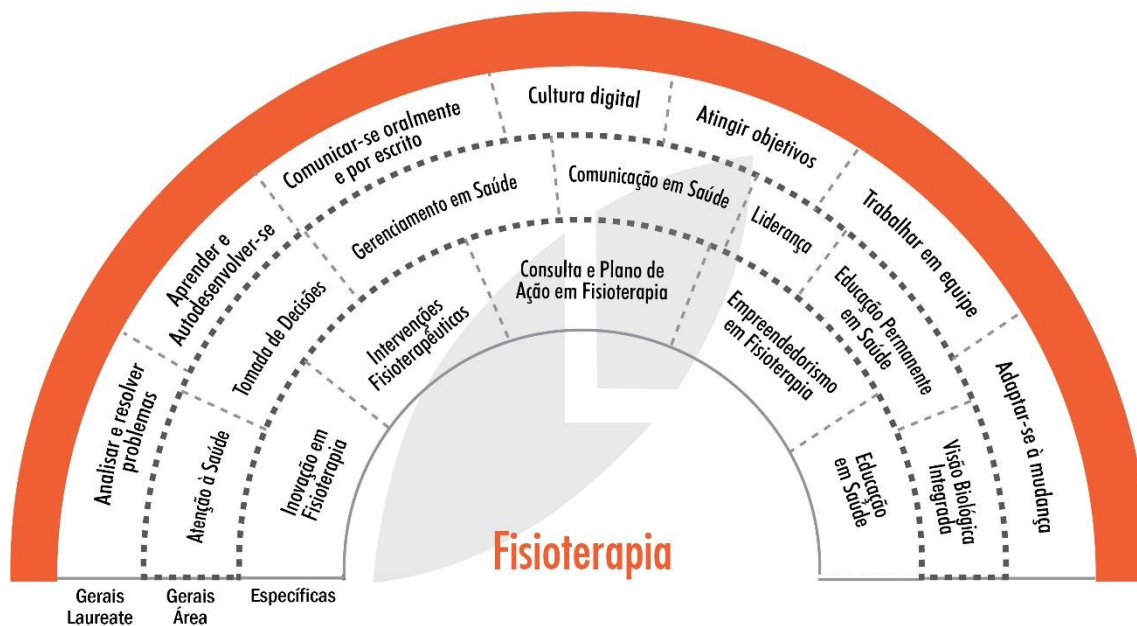 Analisar e resolver
problemas
Aprender e
Autodesenvolver-se
Comunicar-se oralmente
e por escrito
Cultura digital
Atingir objetivos
Trabalhar em equipe
Adaptar-se à mudança
Atenção à Saúde
Tomada de Decisões
Gerenciamento em Saúde
Comunicação em Saúde
Liderança
Educação Permanente
em Saúde
Visão Biológica
Integrada
Inovação em
Fisioterapia
Intervenções
Fisioterapêuticas
Consulta e Plano de
Ação em Fisioterapia
Empreendedorismo
em Fisioterapia
Educação
em Saúde
Fisioterapia
Gerais
Laureate
Gerais
Área
Específicas